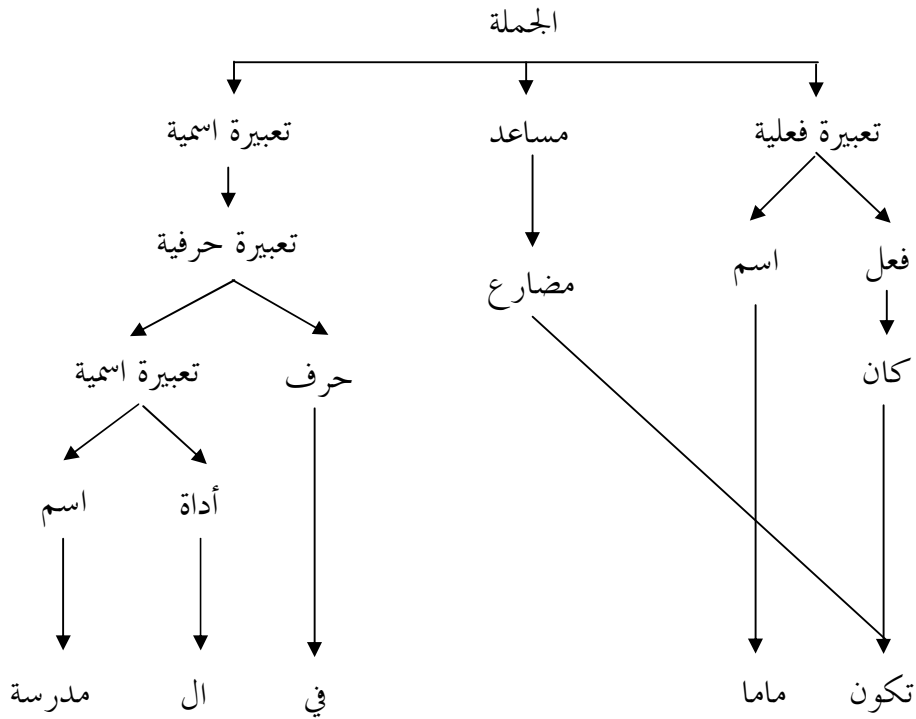 الجملة
تعبيرة فعلية مساعد تعبيرة اسمية
تعبيرة حرفية
فعل اسم مضارع
كان حرف تعبيرة اسمية
أداة اسم
تكون ماما في ال مدرسة